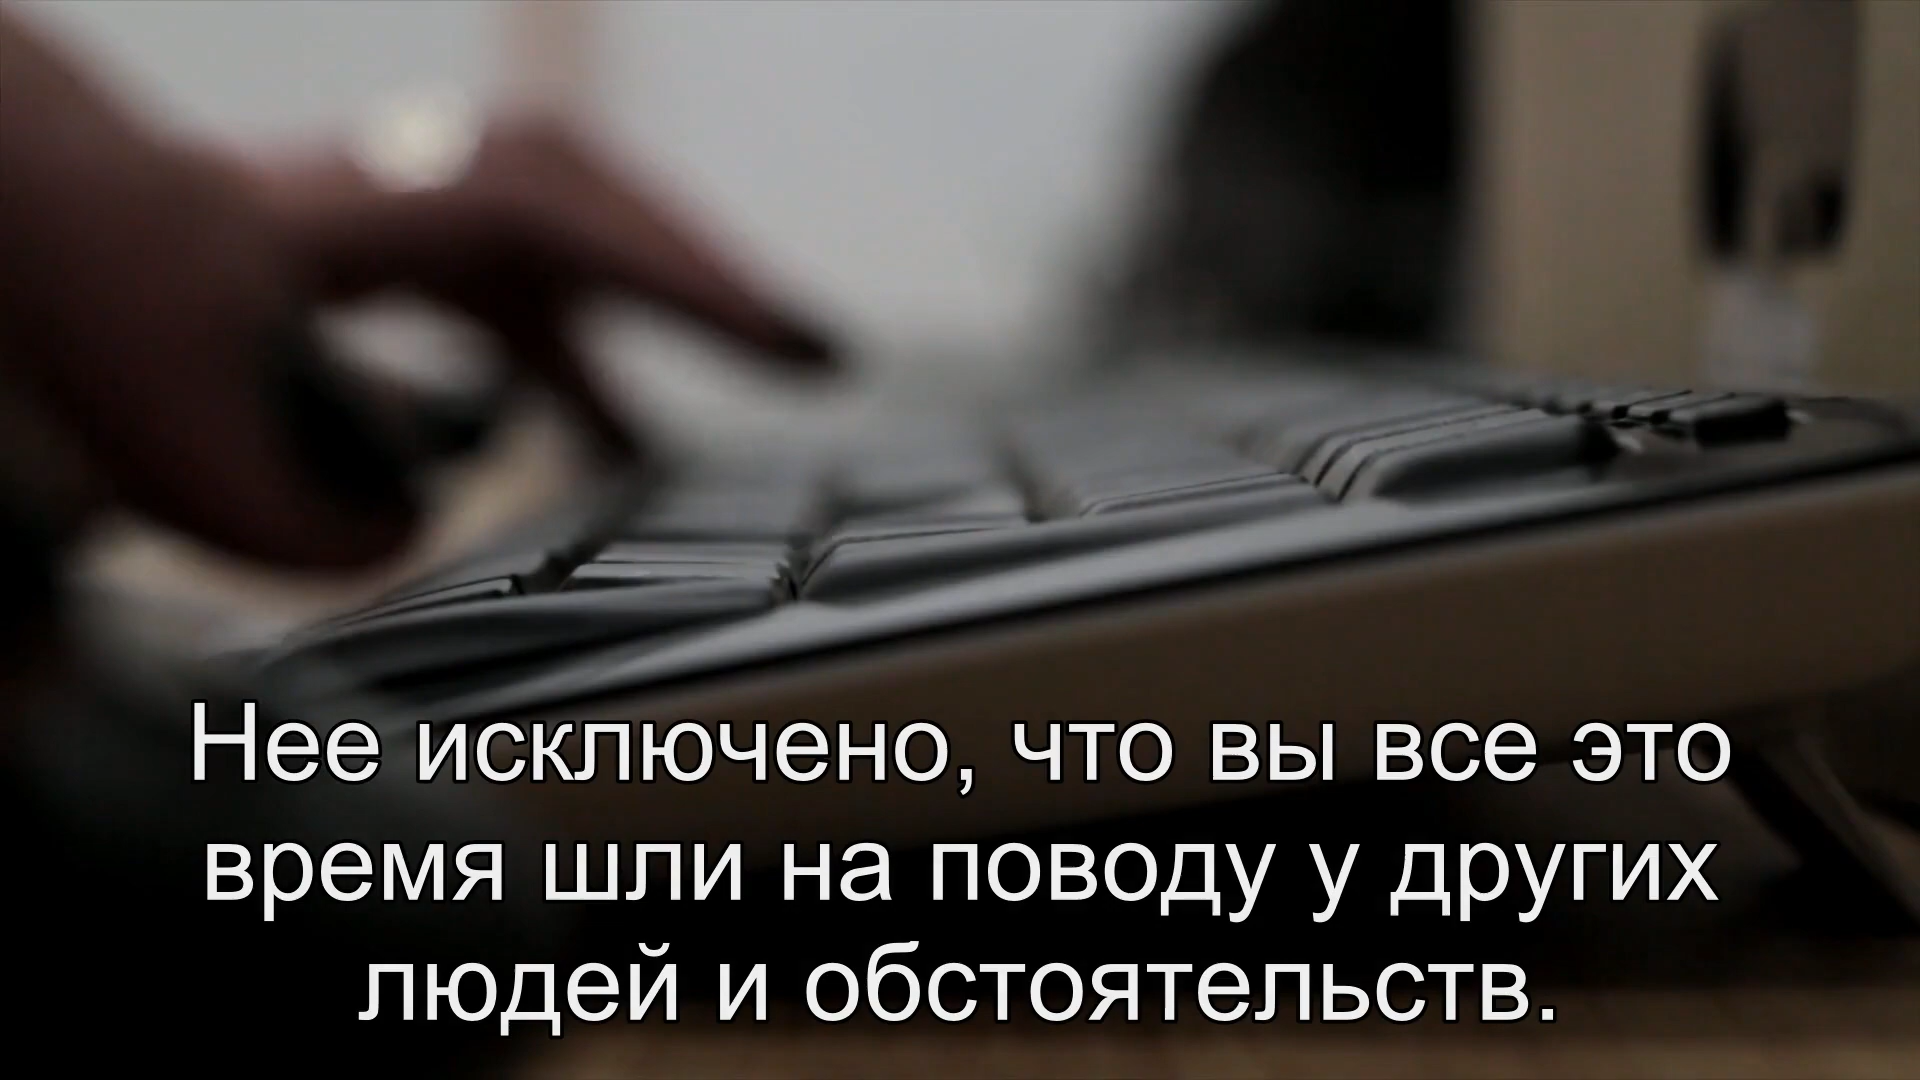 Нее исключено, что вы все это
время шли на поводу у других
людей и обстоятельств.